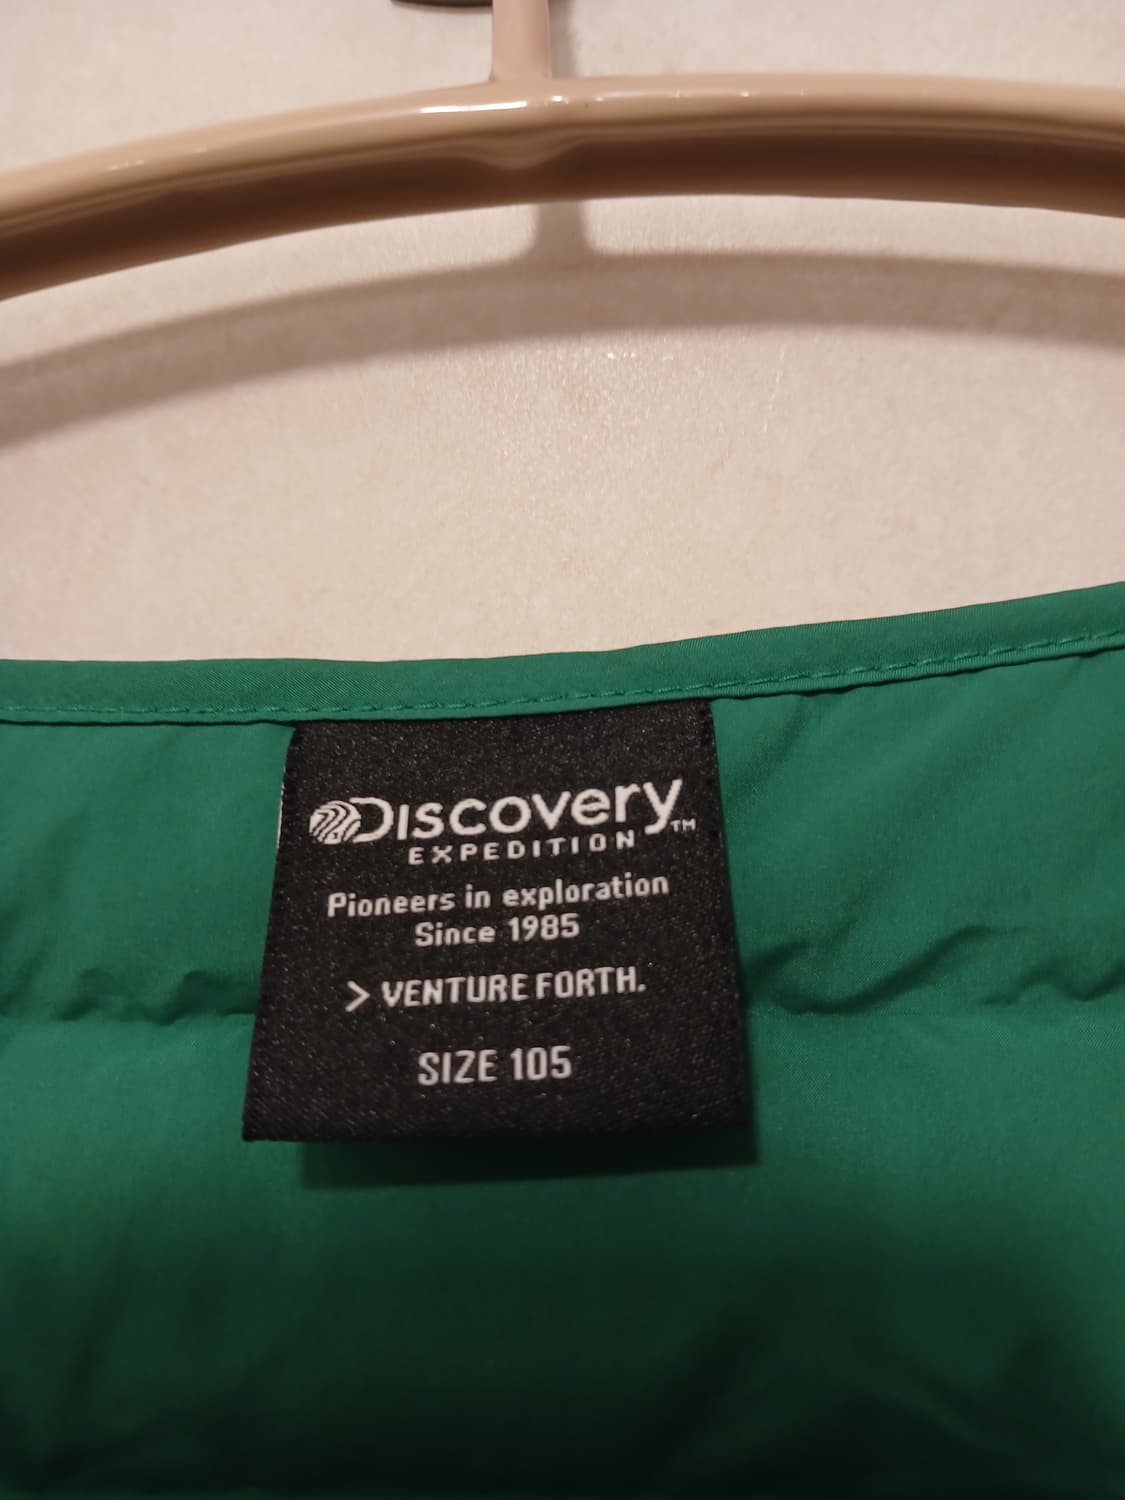 DISCOVERY™
EXPEDITION
Pioneers in exploration
Since 1985
> VENTURE FORTH.
SIZE 105